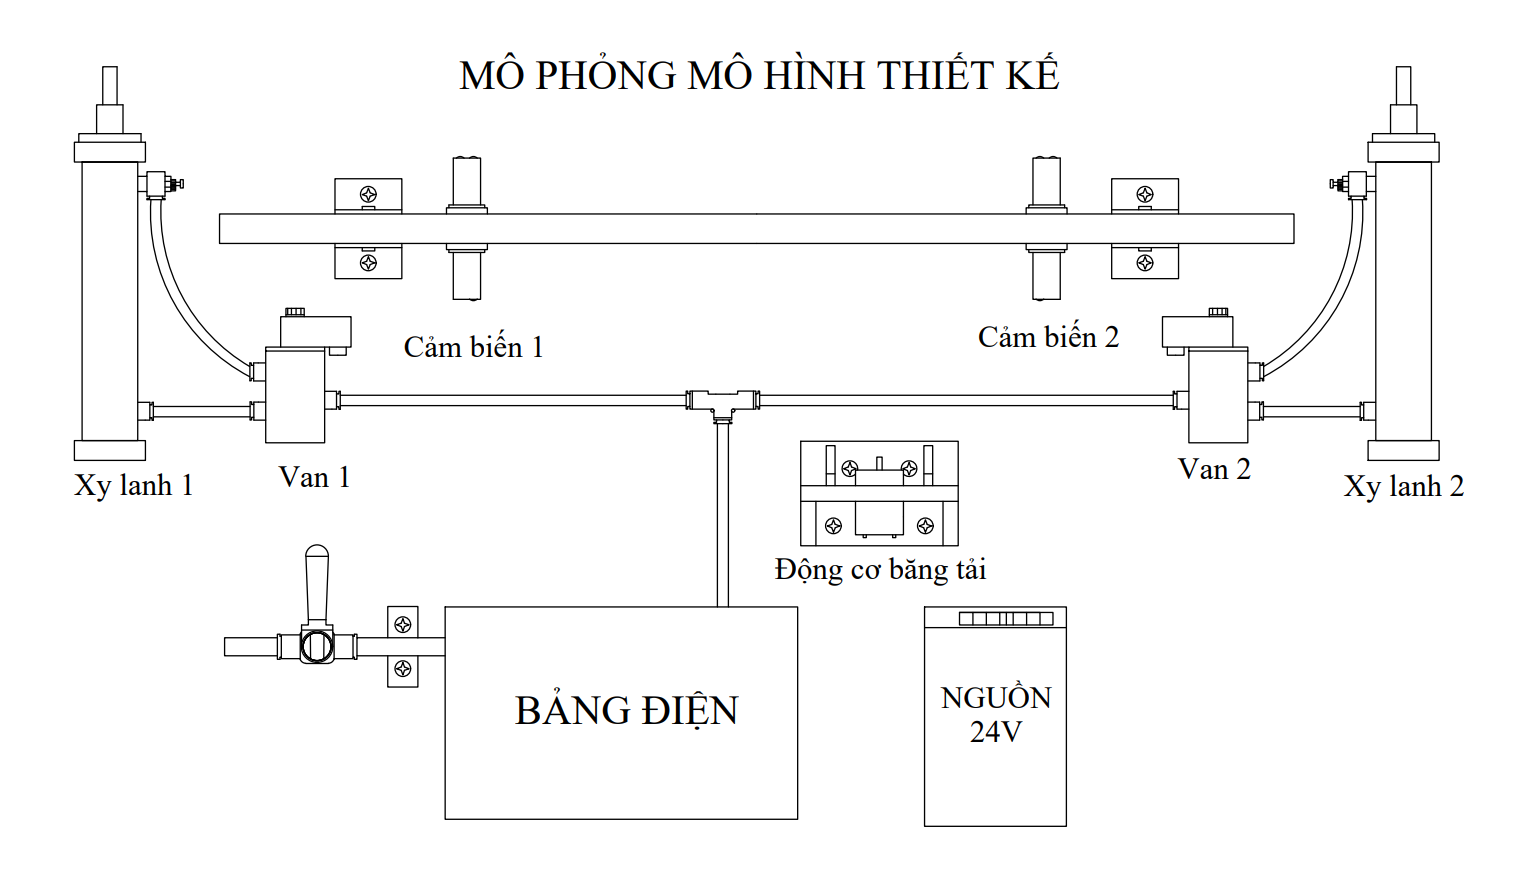 MÔ PHỎNG MÔ HÌNH THIẾT KẾ
Cảm biến 1
Cảm biến 2
Xy lanh 1
Van 1
Van 2
Xy lanh 2
Động cơ băng tải
BẢNG ĐIỆN
NGUỒN
24V